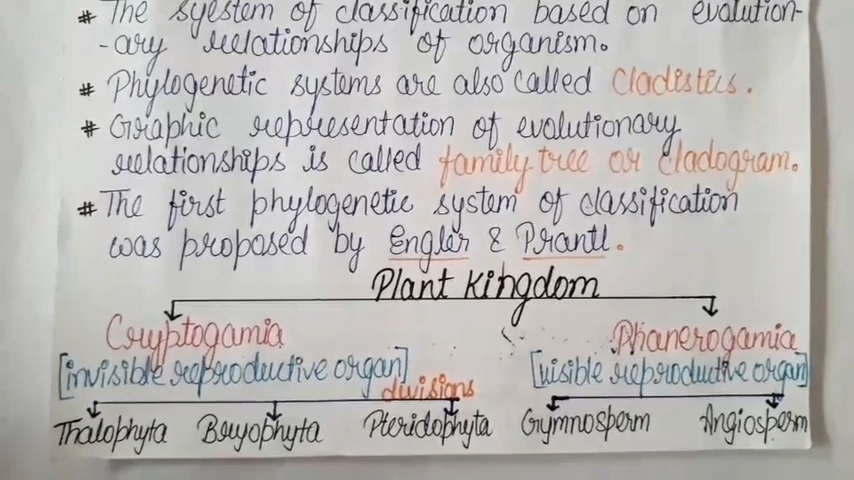 # The syestem of classification based on evolution-
-ary relationships of organism.
# Phylogenetic systems are also called Cladistics.
# Graphic representation of evolutionary
relationships is called family tree or cladogram.
# The first phylogenetic system of classification
was proposed by Engler & Prantl.
Plant Kingdom
Cryptogamia Phanerogamia
[invisible reproductive organ] [visible reproductive organ]
divisions
Thalophyta Bryophyta Pteridophyta Gymnosperm Angiosperm